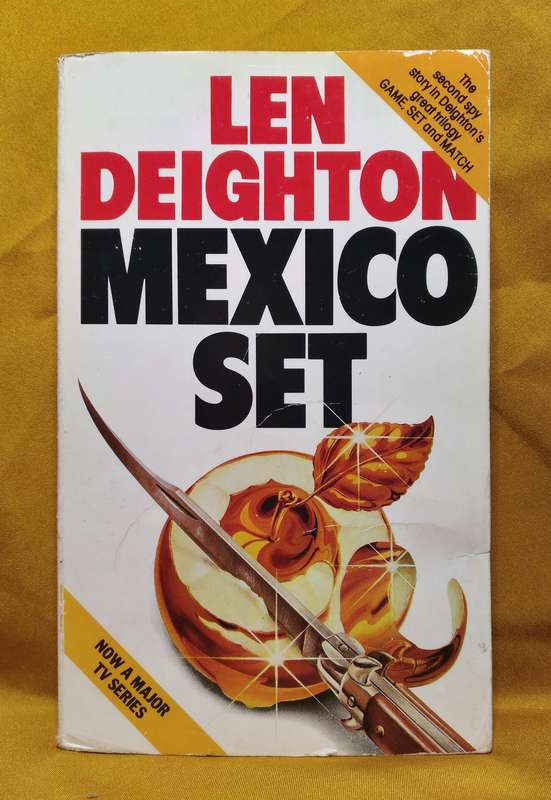 LEN
DEIGHTON
MEXICO
SET
The
second spy
story in Deighton's
great trilogy
GAME, SET and MATCH
NOW A MAJOR
TV SERIES